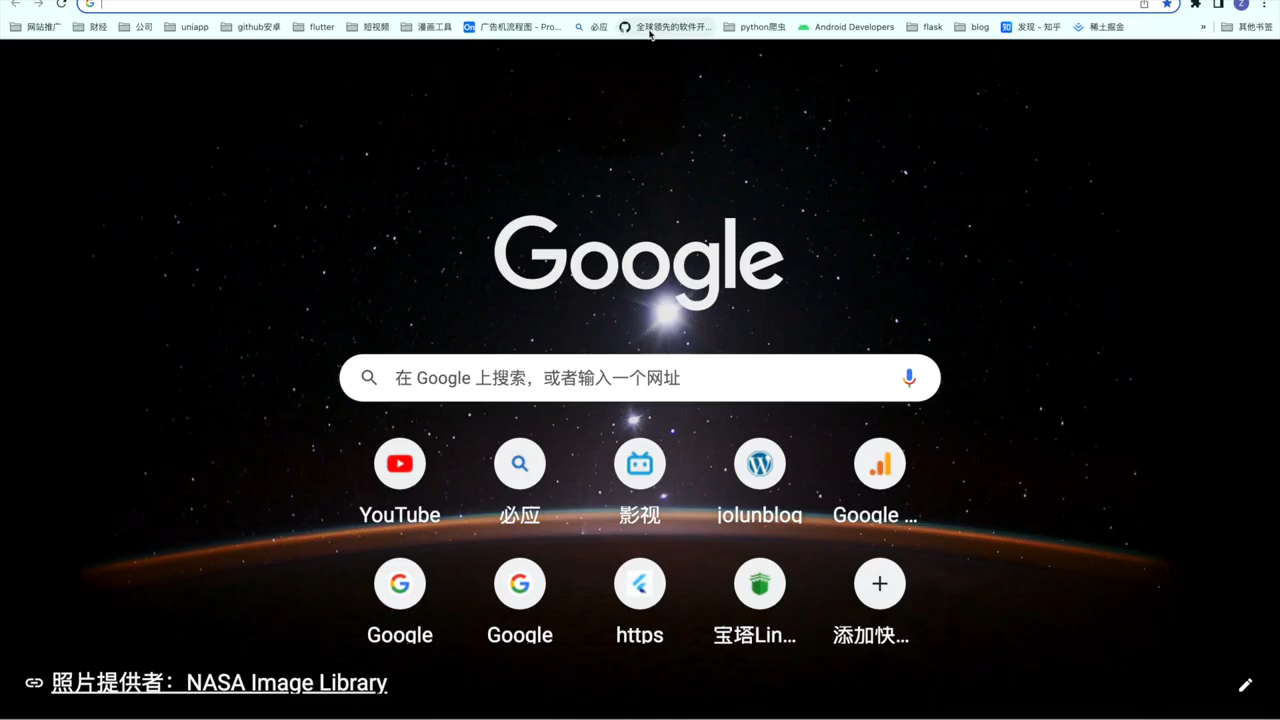 网站推广 财经 公司 uniapp github安卓 flutter 短视频 漫画工具 On 广告机流程图 - Pro... 必应 全球领先的软件开... python爬虫 Android Developers flask blog 知 发现 - 知乎 稀土掘金 » 其他书签
Google
在 Google 上搜索，或者输入一个网址
YouTube 必应 影视 jolunblog Google ...
Google Google https 宝塔Lin... 添加快...
照片提供者：NASA Image Library